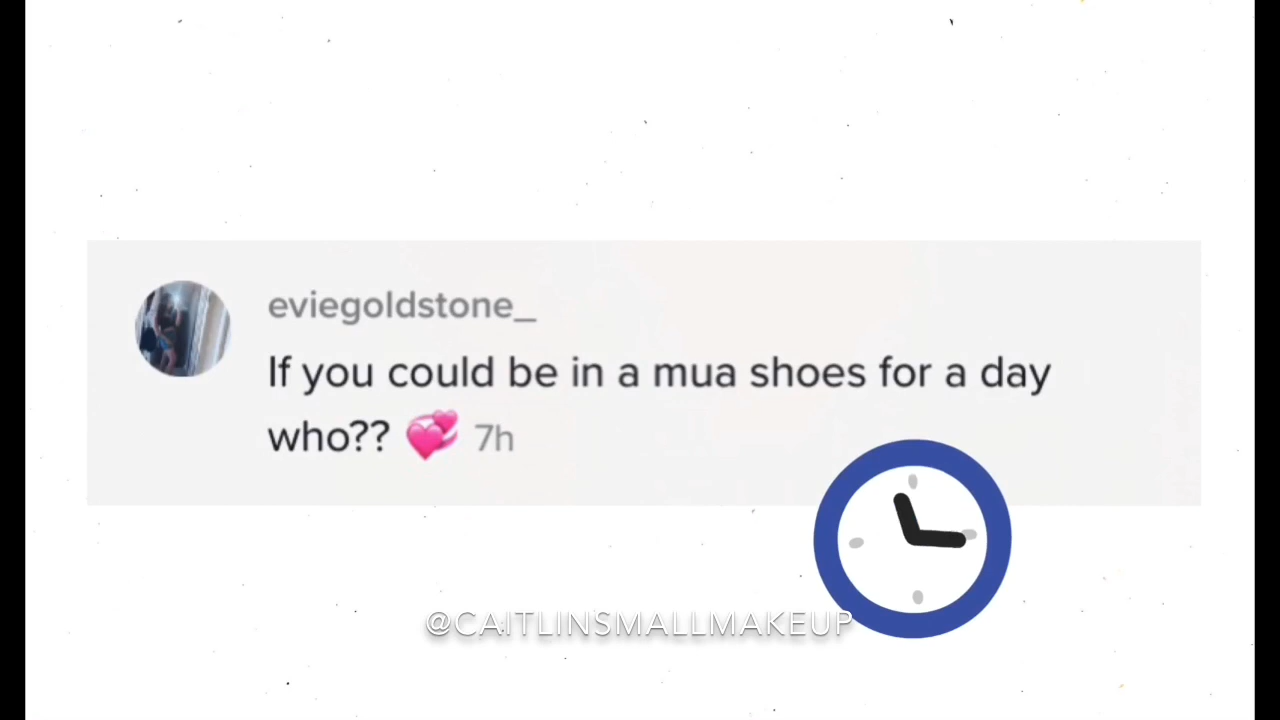 eviegoldstone_
If you could be in a mua shoes for a day
who?? 💞 7h
@CAITLINSMALLMAKEUP